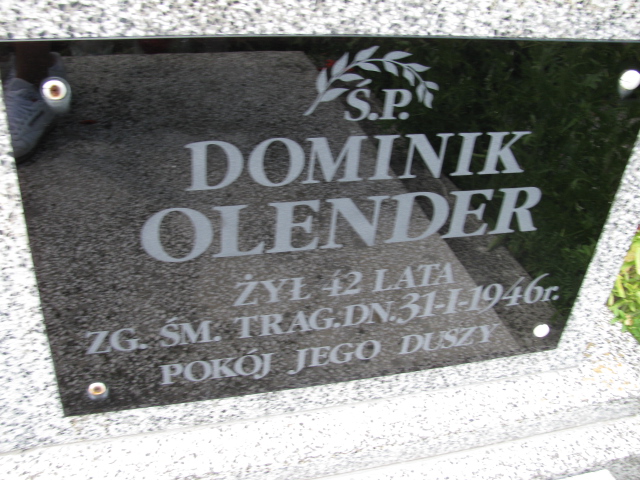 Ś.P.
DOMINIK
OLENDER
ŻYŁ 42 LATA
ZG. ŚM. TRAG. DN. 31-I-1946r.
POKÓJ JEGO DUSZY